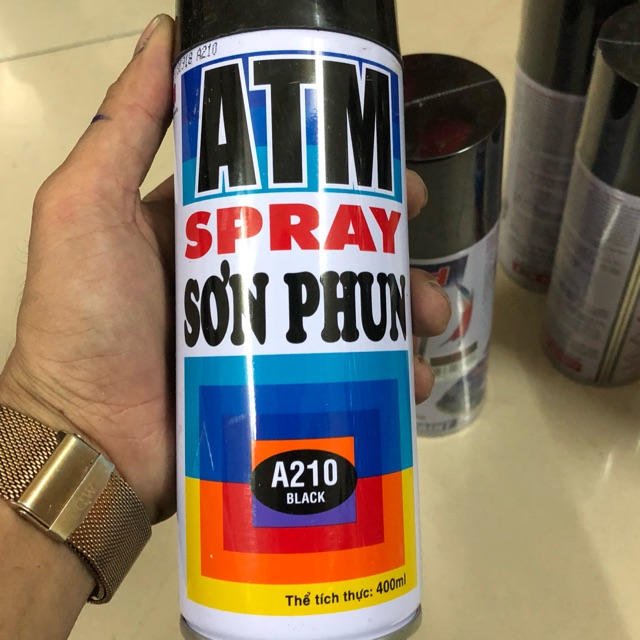 A210
ATM
SPRAY
SƠN PHUN
A210
BLACK
Thể tích thực: 400ml